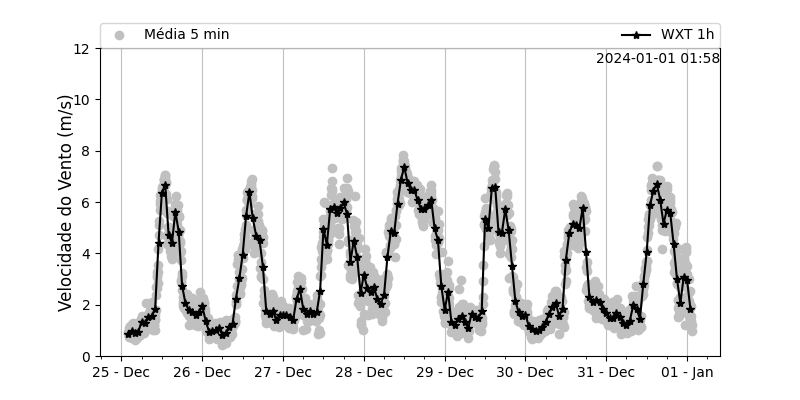 Média 5 min WXT 1h
2024-01-01 01:58
Velocidade do Vento (m/s)
12
10
8
6
4
2
0
25 - Dec 26 - Dec 27 - Dec 28 - Dec 29 - Dec 30 - Dec 31 - Dec 01 - Jan